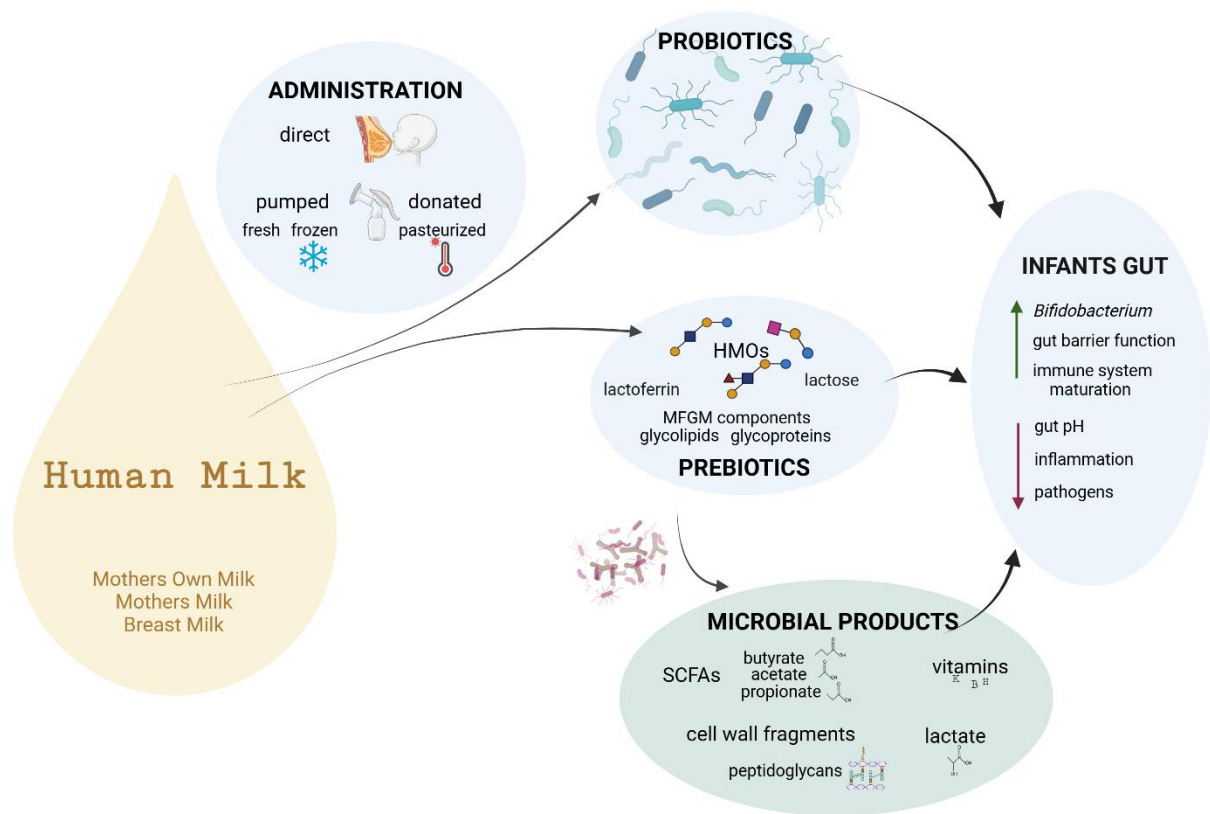 ADMINISTRATION
direct
pumped donated
fresh frozen pasteurized
Human Milk
Mothers Own Milk
Mothers Milk
Breast Milk
PROBIOTICS
HMOs
lactoferrin lactose
MFGM components
glycolipids glycoproteins
PREBIOTICS
MICROBIAL PRODUCTS
SCFAs
butyrate
acetate
propionate
vitamins
K B H
cell wall fragments
peptidoglycans
lactate
INFANTS GUT
Bifidobacterium
gut barrier function
immune system
maturation
gut pH
inflammation
pathogens